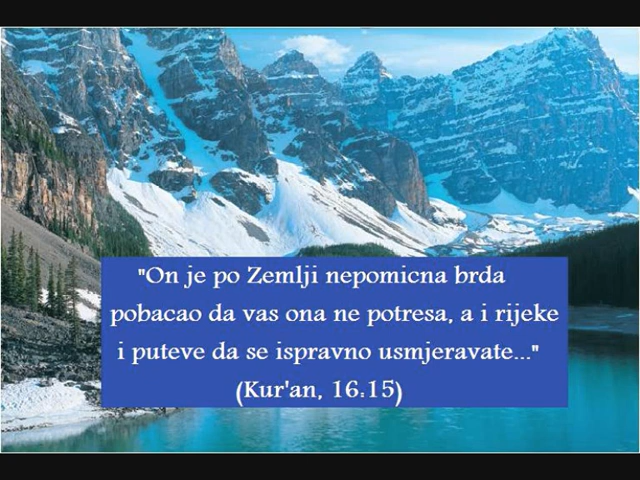 "On je po Zemlji nepomicna brda
pobacao da vas ona ne potresa, a i rijeke
i puteve da se ispravno usmjeravate..."
(Kur'an, 16:15)